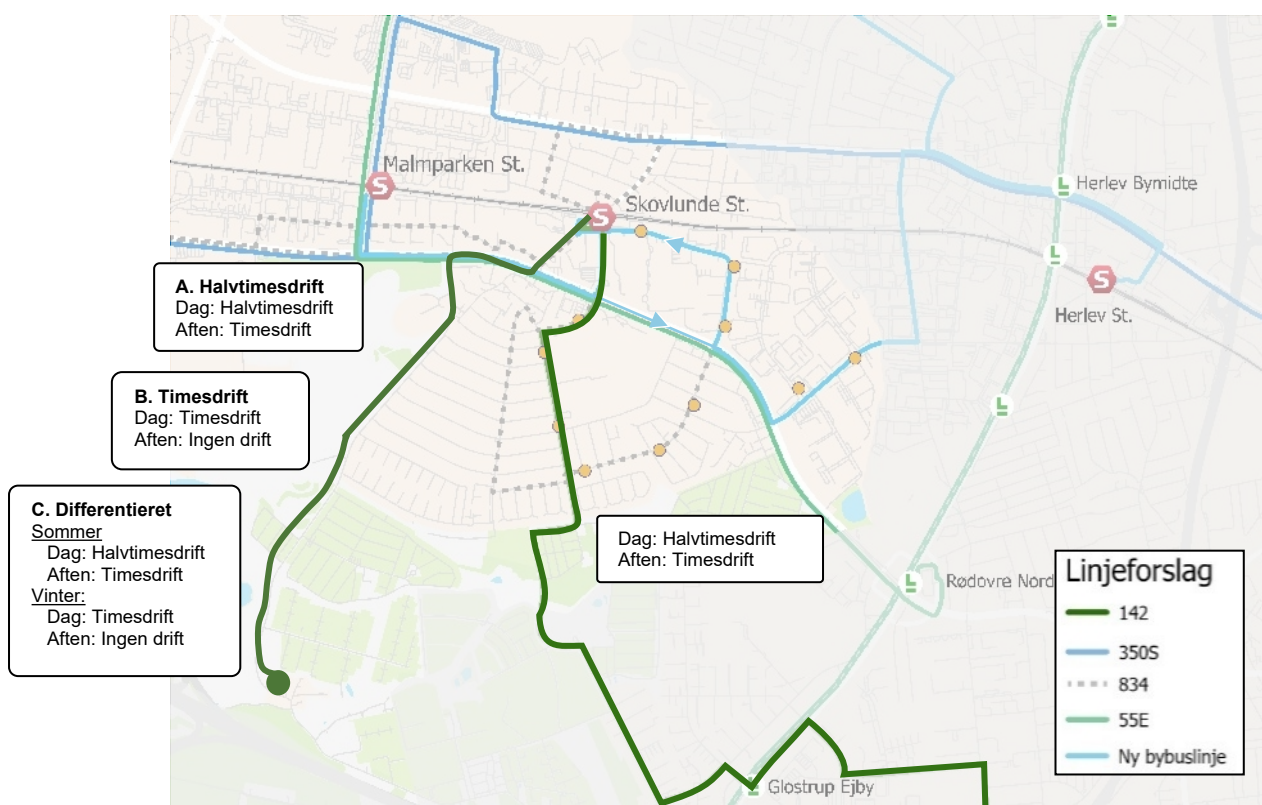 Malmparken St.
S
Skovlunde St.
S
Herlev Bymidte
L
L
L
S
Herlev St.
A. Halvtimesdrift
Dag: Halvtimesdrift
Aften: Timesdrift
B. Timesdrift
Dag: Timesdrift
Aften: Ingen drift
L
C. Differentieret
Sommer
Dag: Halvtimesdrift
Aften: Timesdrift
Vinter:
Dag: Timesdrift
Aften: Ingen drift
Dag: Halvtimesdrift
Aften: Timesdrift
L
Rødovre Nord
Linjeforslag
142
350S
834
55E
Ny bybuslinje
L
Glostrup Ejby